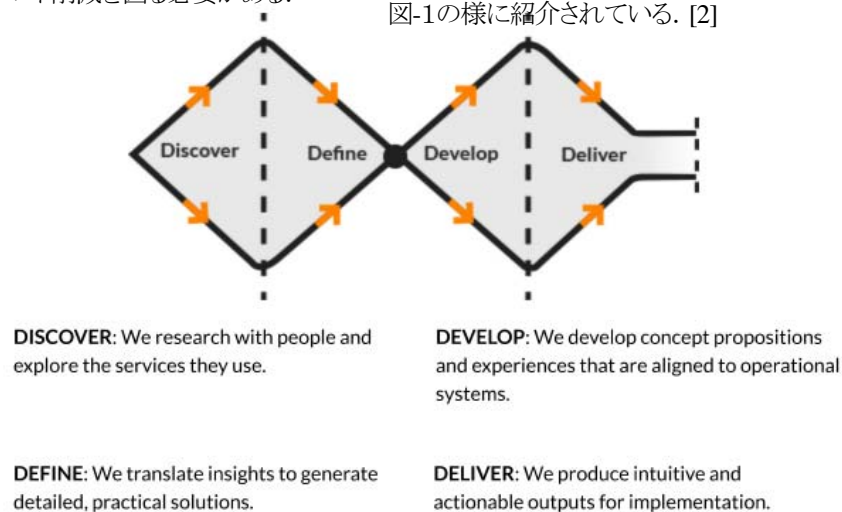 図-1の様に紹介されている. [2]
Discover
Define
Develop
Deliver
DISCOVER: We research with people and
explore the services they use.
DEVELOP: We develop concept propositions
and experiences that are aligned to operational
systems.
DEFINE: We translate insights to generate
detailed, practical solutions.
DELIVER: We produce intuitive and
actionable outputs for implementation.